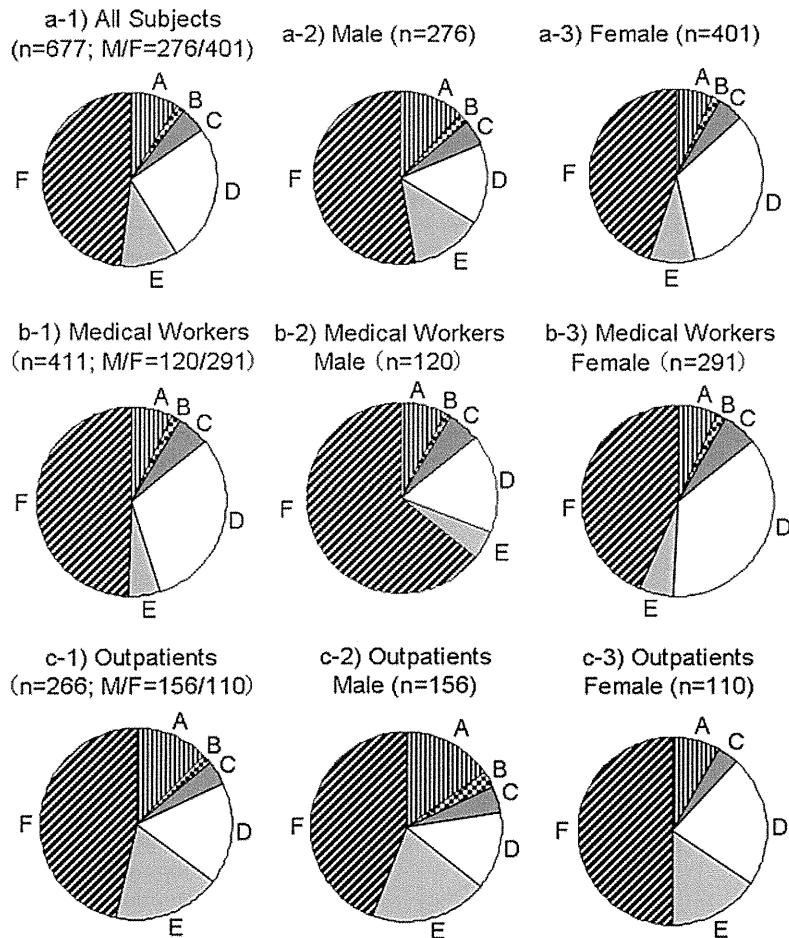 a-1) All Subjects
(n=677; M/F=276/401)
A
B
C
D
E
F
a-2) Male (n=276)
A
B
C
D
E
F
a-3) Female (n=401)
A
B
C
D
E
F
b-1) Medical Workers
(n=411; M/F=120/291)
A
B
C
D
E
F
b-2) Medical Workers
Male (n=120)
A
B
C
D
E
F
b-3) Medical Workers
Female (n=291)
A
B
C
D
E
F
c-1) Outpatients
(n=266; M/F=156/110)
A
B
C
D
E
F
c-2) Outpatients
Male (n=156)
A
B
C
D
E
F
c-3) Outpatients
Female (n=110)
A
C
D
E
F